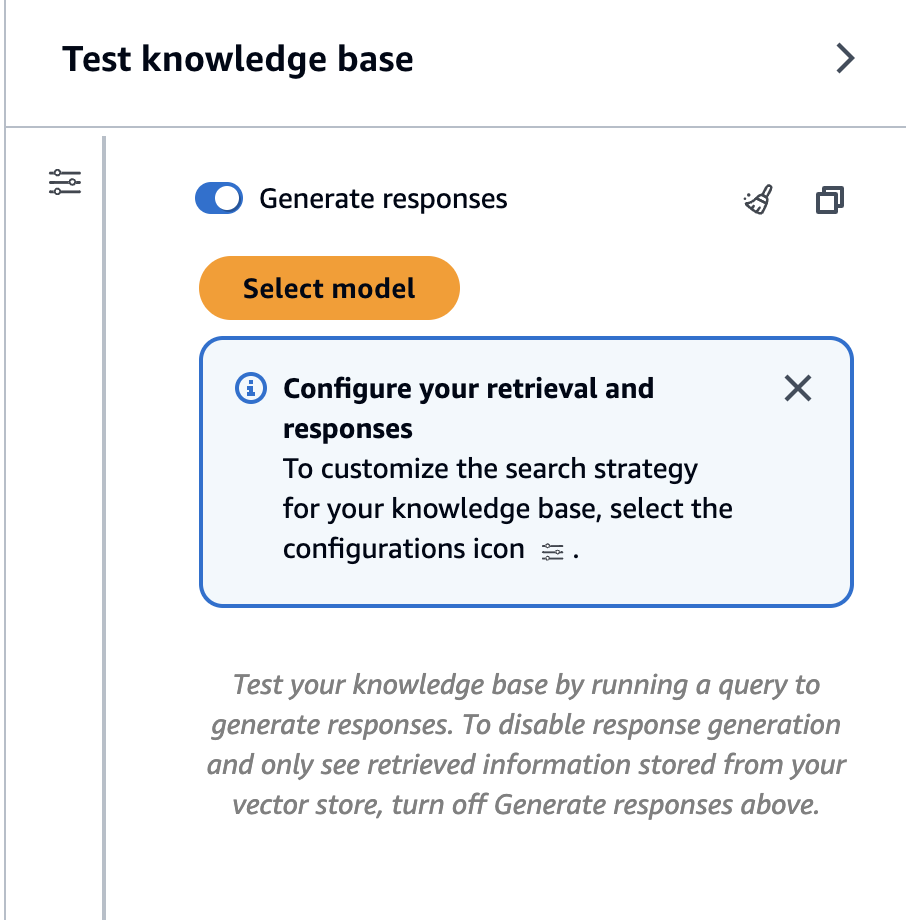 Test knowledge base
Generate responses
Select model
Configure your retrieval and
responses
To customize the search strategy
for your knowledge base, select the
configurations icon .
Test your knowledge base by running a query to
generate responses. To disable response generation
and only see retrieved information stored from your
vector store, turn off Generate responses above.